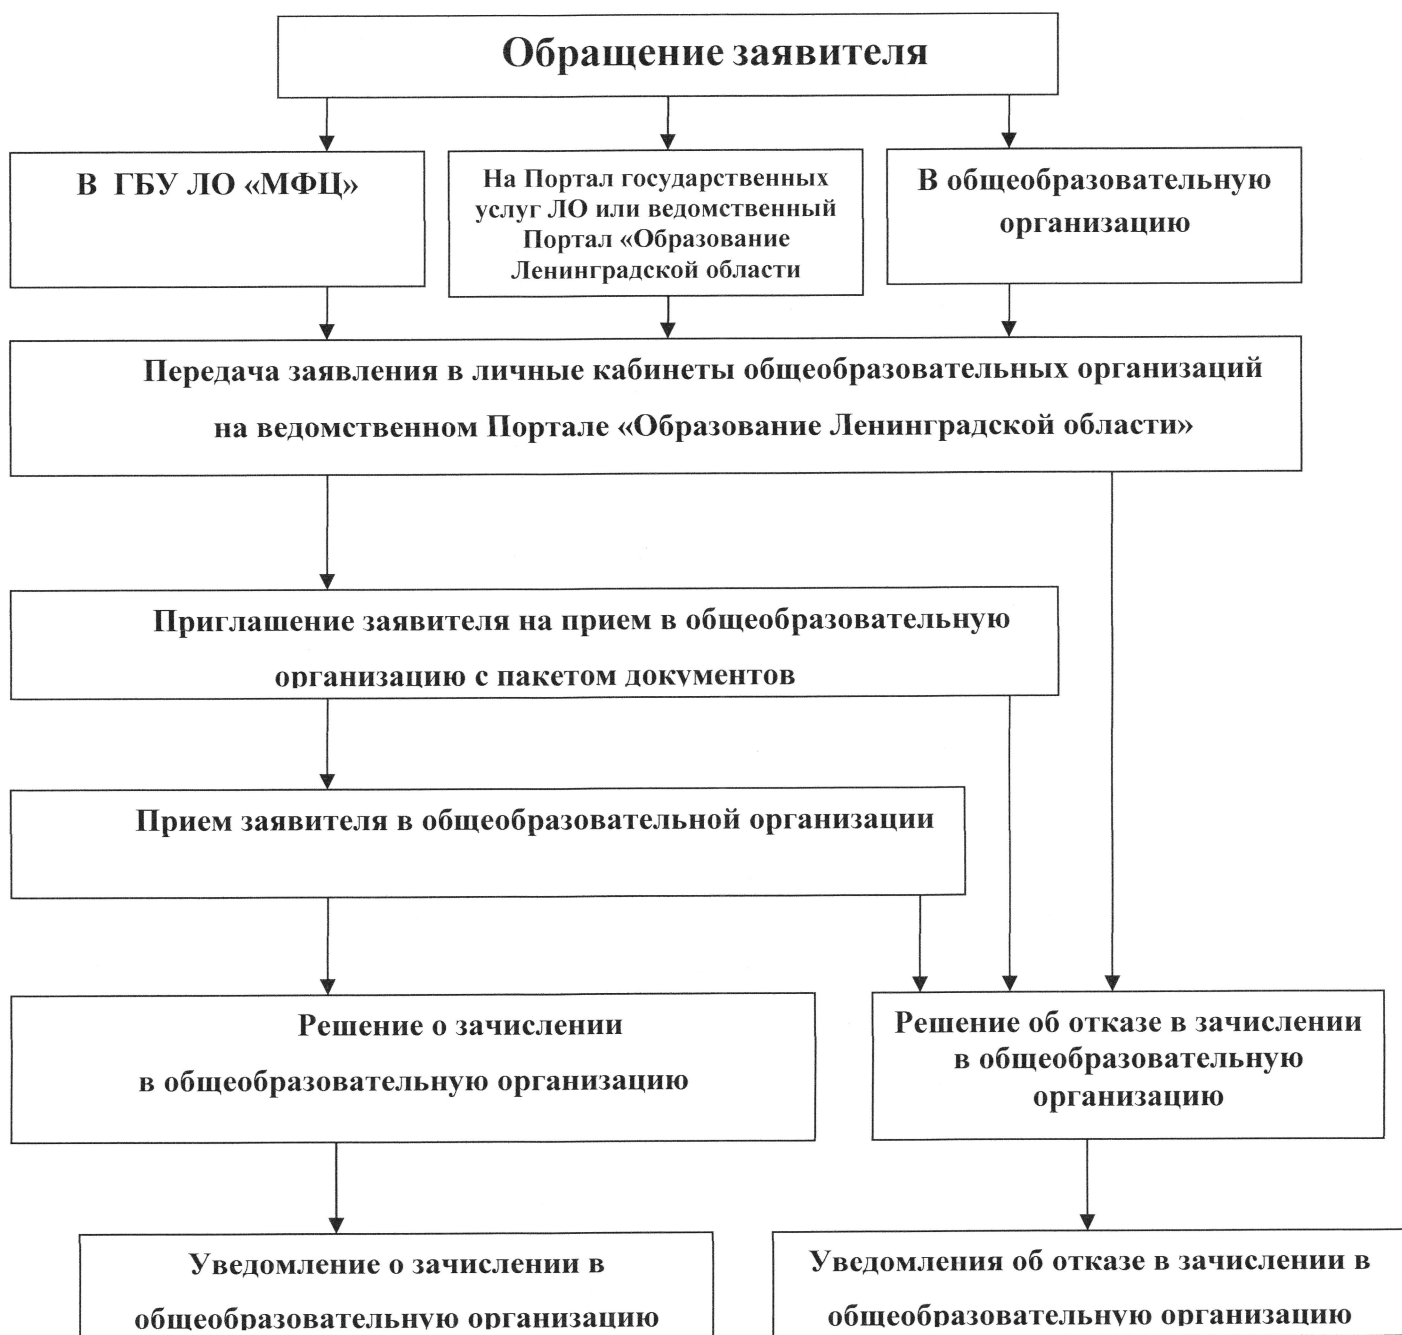 Обращение заявителя
В ГБУ ЛО «МФЦ»
На Портал государственных
услуг ЛО или ведомственный
Портал «Образование
Ленинградской области
В общеобразовательную
организацию
Передача заявления в личные кабинеты общеобразовательных организаций
на ведомственном Портале «Образование Ленинградской области»
Приглашение заявителя на прием в общеобразовательную
организацию с пакетом документов
Прием заявителя в общеобразовательной организации
Решение о зачислении
в общеобразовательную организацию
Решение об отказе в зачислении
в общеобразовательную
организацию
Уведомление о зачислении в
общеобразовательную организацию
Уведомления об отказе в зачислении в
общеобразовательную организацию